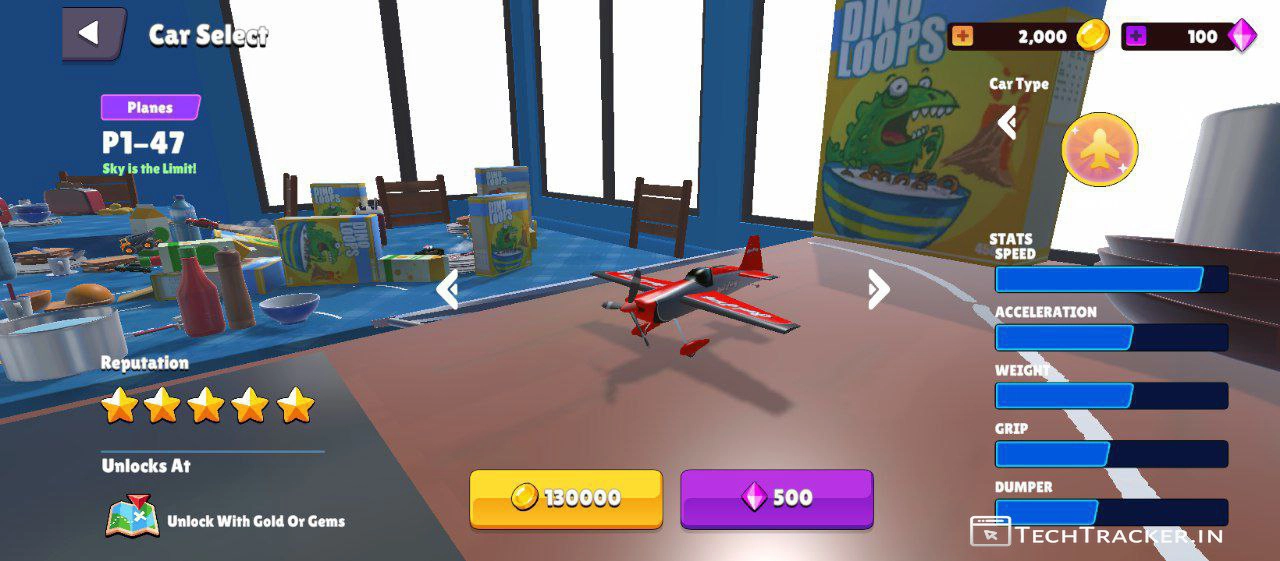 Car Select
2,000
100
DINO
LOOPS
Car Type
Planes
P1-47
Sky is the Limit!
DINO
LOOPS
DINO
LOOPS
DINO
LOOPS
STATS
SPEED
ACCELERATION
WEIGHT
GRIP
DUMPER
Reputation
Unlocks At
Unlock With Gold Or Gems
130000
500
TECHTRACKER.IN